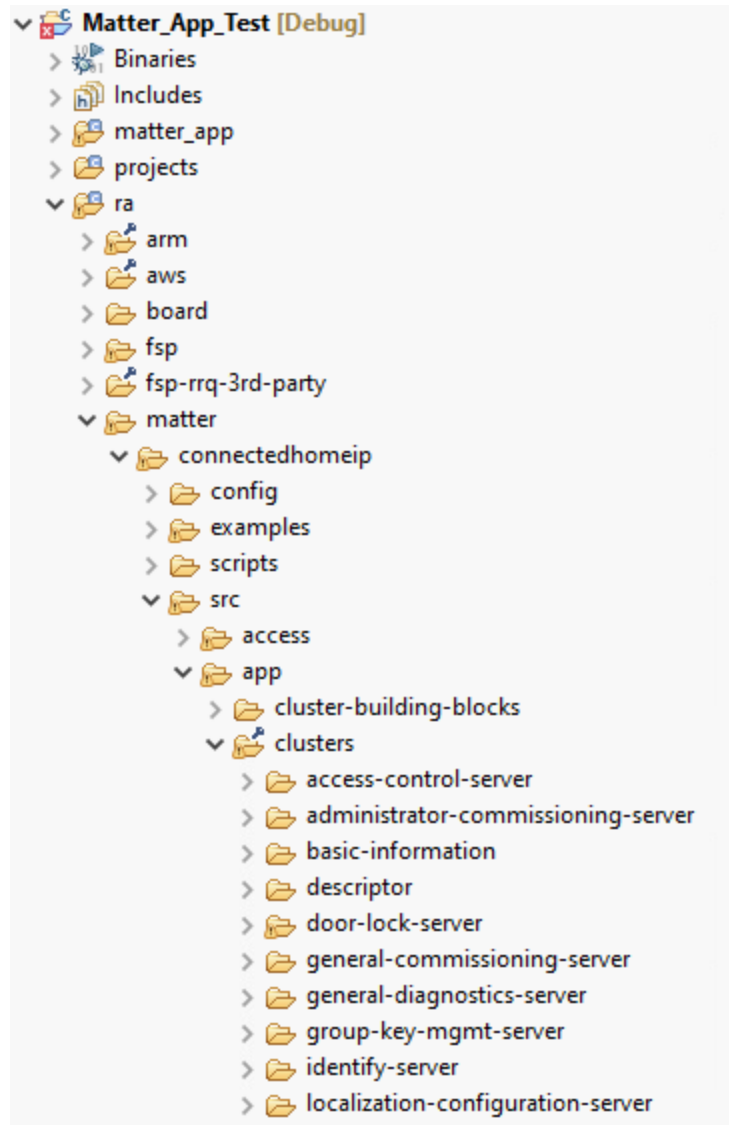 Matter_App_Test [Debug]
Binaries
Includes
matter_app
projects
ra
arm
aws
board
fsp
fsp-rrq-3rd-party
matter
connectedhomeip
config
examples
scripts
src
access
app
cluster-building-blocks
clusters
access-control-server
administrator-commissioning-server
basic-information
descriptor
door-lock-server
general-commissioning-server
general-diagnostics-server
group-key-mgmt-server
identify-server
localization-configuration-server